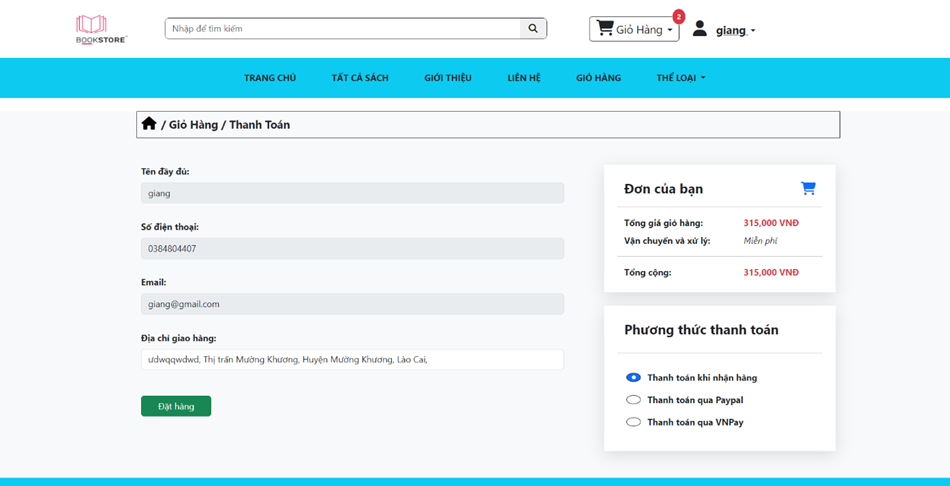 BOOKSTORE
Nhập để tìm kiếm
Giỏ Hàng
2
giang
TRANG CHỦ
TẤT CẢ SÁCH
GIỚI THIỆU
LIÊN HỆ
GIỎ HÀNG
THỂ LOẠI
/ Giỏ Hàng / Thanh Toán
Tên đầy đủ:
giang
Số điện thoại:
0384804407
Email:
giang@gmail.com
Địa chỉ giao hàng:
udwqqwdwd, Thị trấn Mường Khương, Huyện Mường Khương, Lào Cai,
Đặt hàng
Đơn của bạn
Tổng giá giỏ hàng: 315,000 VNĐ
Vận chuyển và xử lý: Miễn phí
Tổng cộng: 315,000 VNĐ
Phương thức thanh toán
Thanh toán khi nhận hàng
Thanh toán qua Paypal
Thanh toán qua VNPay